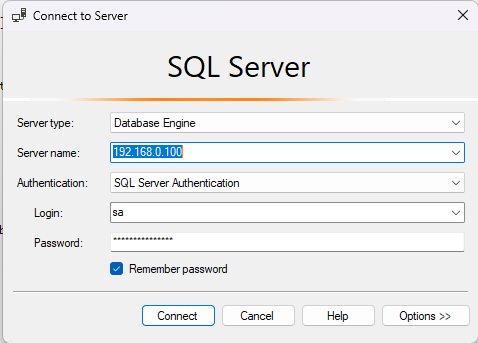 Connect to Server
SQL Server
Server type: Database Engine
Server name: 192.168.0.100
Authentication: SQL Server Authentication
Login: sa
Password: ***************
Remember password
Connect Cancel Help Options >>